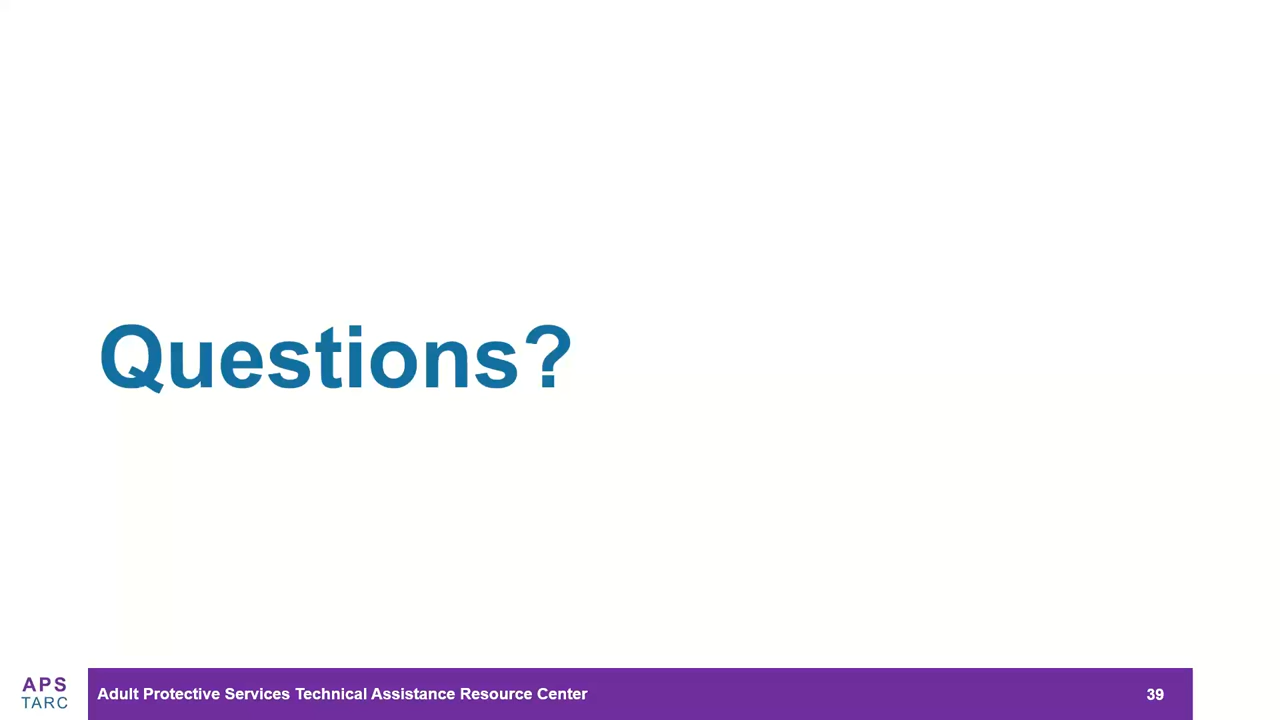 Questions?
APS
TARC
Adult Protective Services Technical Assistance Resource Center
39